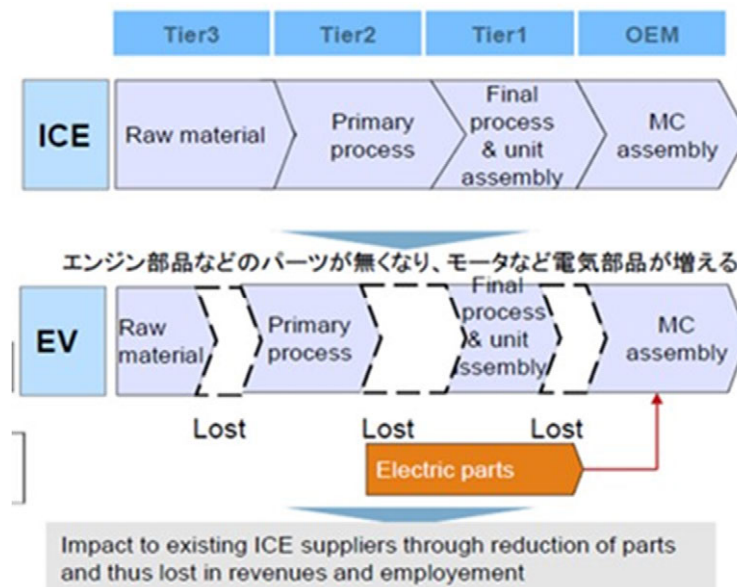 Tier3
Tier2
Tier1
OEM
ICE
Raw material
Primary
process
Final
process
& unit
assembly
MC
assembly
エンジン部品などのパーツが無くなり、モータなど電気部品が増える
EV
Raw
material
Primary
process
Final
process
& unit
assembly
MC
assembly
Lost
Lost
Lost
Electric parts
Impact to existing ICE suppliers through reduction of parts
and thus lost in revenues and employement